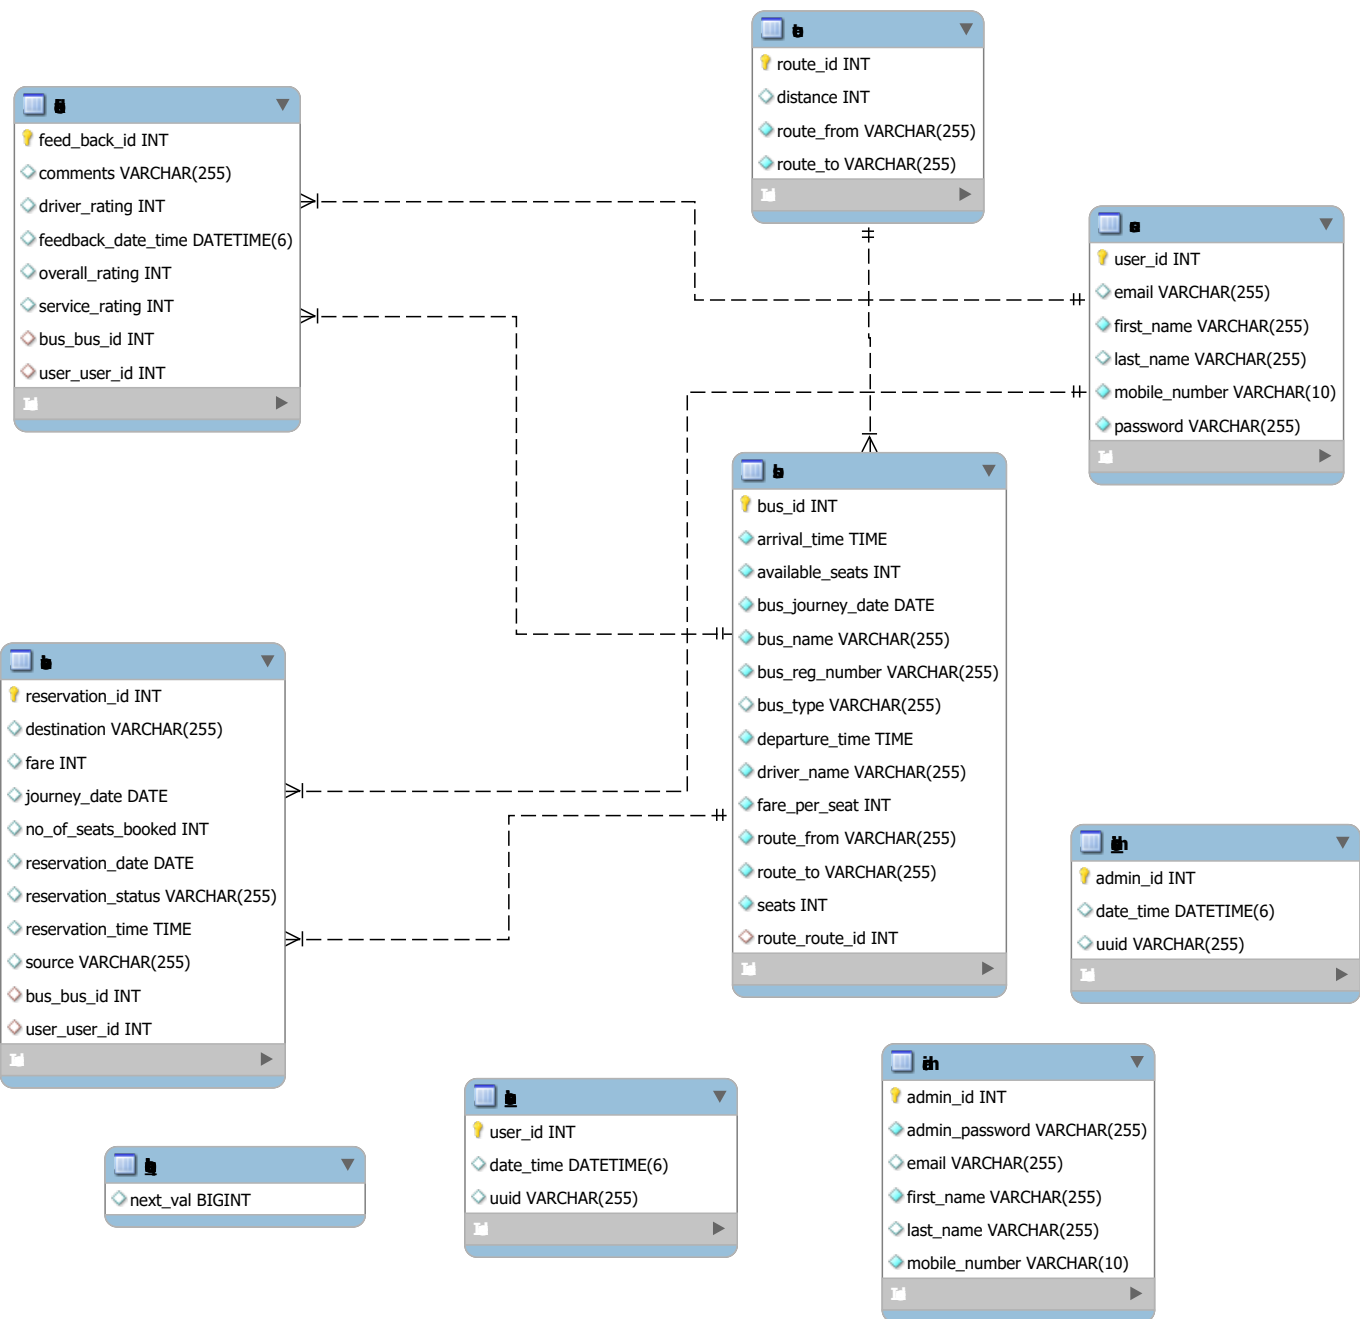 route_id INT
distance INT
route_from VARCHAR(255)
route_to VARCHAR(255)
feed_back_id INT
comments VARCHAR(255)
driver_rating INT
feedback_date_time DATETIME(6)
overall_rating INT
service_rating INT
bus_bus_id INT
user_user_id INT
user_id INT
email VARCHAR(255)
first_name VARCHAR(255)
last_name VARCHAR(255)
mobile_number VARCHAR(10)
password VARCHAR(255)
bus_id INT
arrival_time TIME
available_seats INT
bus_journey_date DATE
bus_name VARCHAR(255)
bus_reg_number VARCHAR(255)
bus_type VARCHAR(255)
departure_time TIME
driver_name VARCHAR(255)
fare_per_seat INT
route_from VARCHAR(255)
route_to VARCHAR(255)
seats INT
route_route_id INT
reservation_id INT
destination VARCHAR(255)
fare INT
journey_date DATE
no_of_seats_booked INT
reservation_date DATE
reservation_status VARCHAR(255)
reservation_time TIME
source VARCHAR(255)
bus_bus_id INT
user_user_id INT
admin_id INT
date_time DATETIME(6)
uuid VARCHAR(255)
admin_id INT
admin_password VARCHAR(255)
email VARCHAR(255)
first_name VARCHAR(255)
last_name VARCHAR(255)
mobile_number VARCHAR(10)
user_id INT
date_time DATETIME(6)
uuid VARCHAR(255)
next_val BIGINT